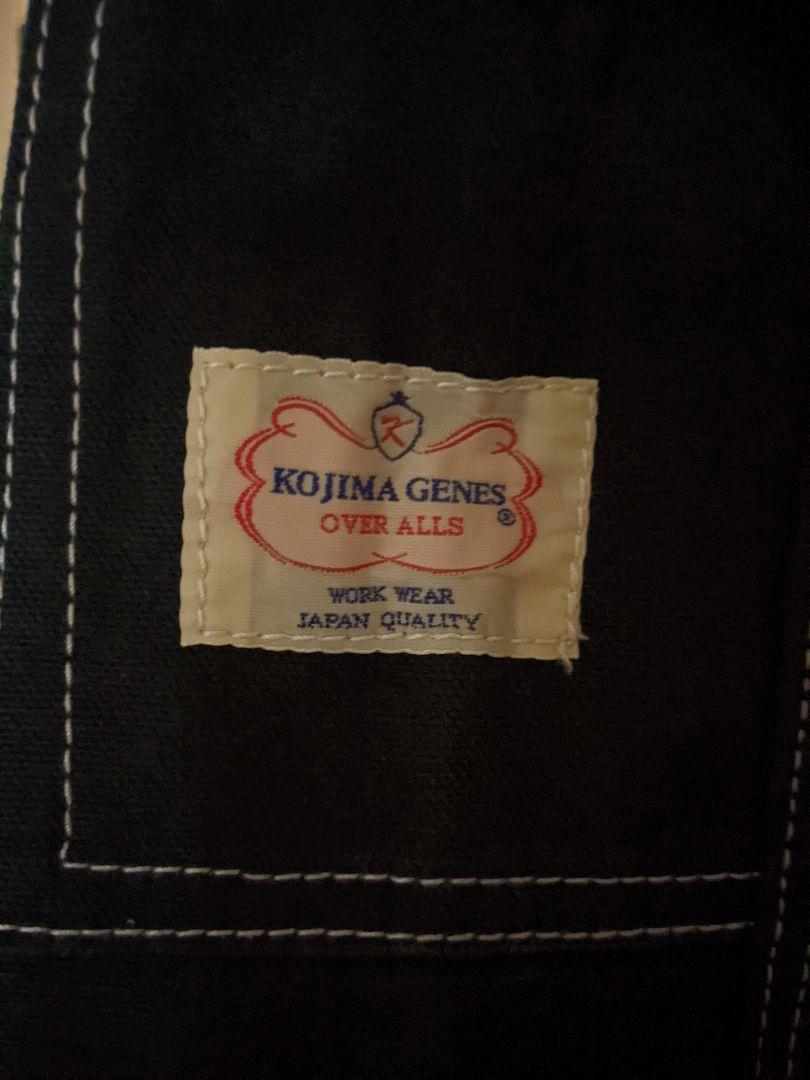 K
KOJIMA GENES®
OVER ALLS
WORK WEAR
JAPAN QUALITY